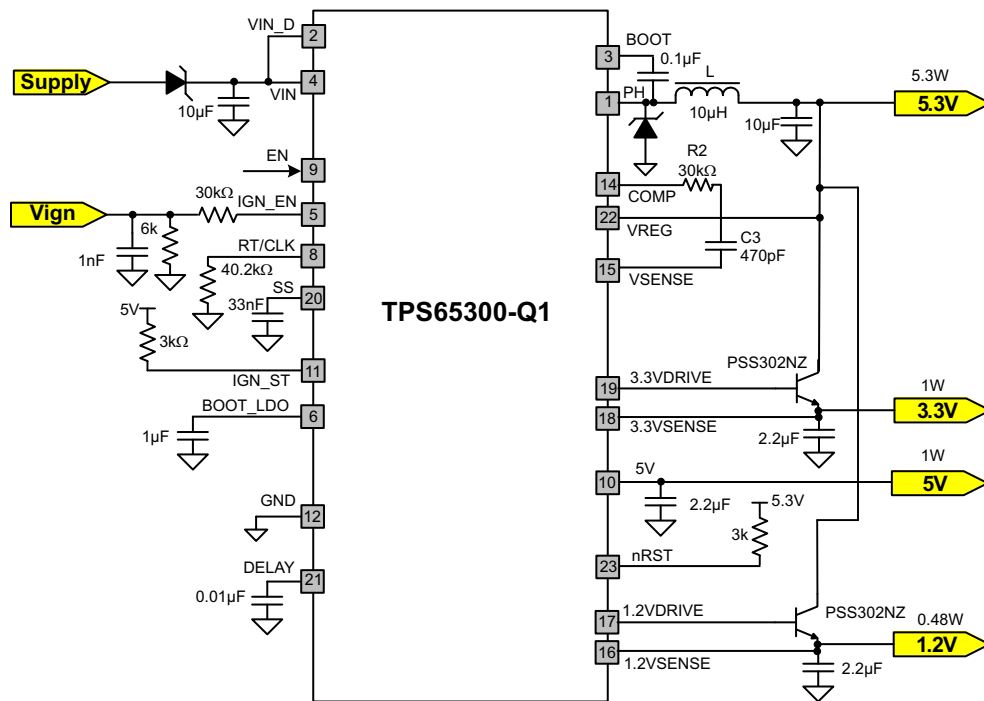 VIN_D
2
BOOT
3
0.1µF
Supply
4
VIN
10µF
PH
1
L
10µH
10µF
5.3W
5.3V
EN
9
R2
30kΩ
14
COMP
Vign
30kΩ
IGN_EN
5
22
VREG
6k
1nF
C3
470pF
RT/CLK
8
40.2kΩ
15
VSENSE
SS
20
33nF
TPS65300-Q1
5V
3kΩ
11
IGN_ST
PSS302NZ
19
3.3VDRIVE
1W
3.3V
BOOT_LDO
6
18
3.3VSENSE
2.2µF
1µF
1W
5V
10
5V
2.2µF
5.3V
3k
GND
12
nRST
23
DELAY
21
0.01µF
1.2VDRIVE
17
PSS302NZ
0.48W
1.2V
16
1.2VSENSE
2.2µF